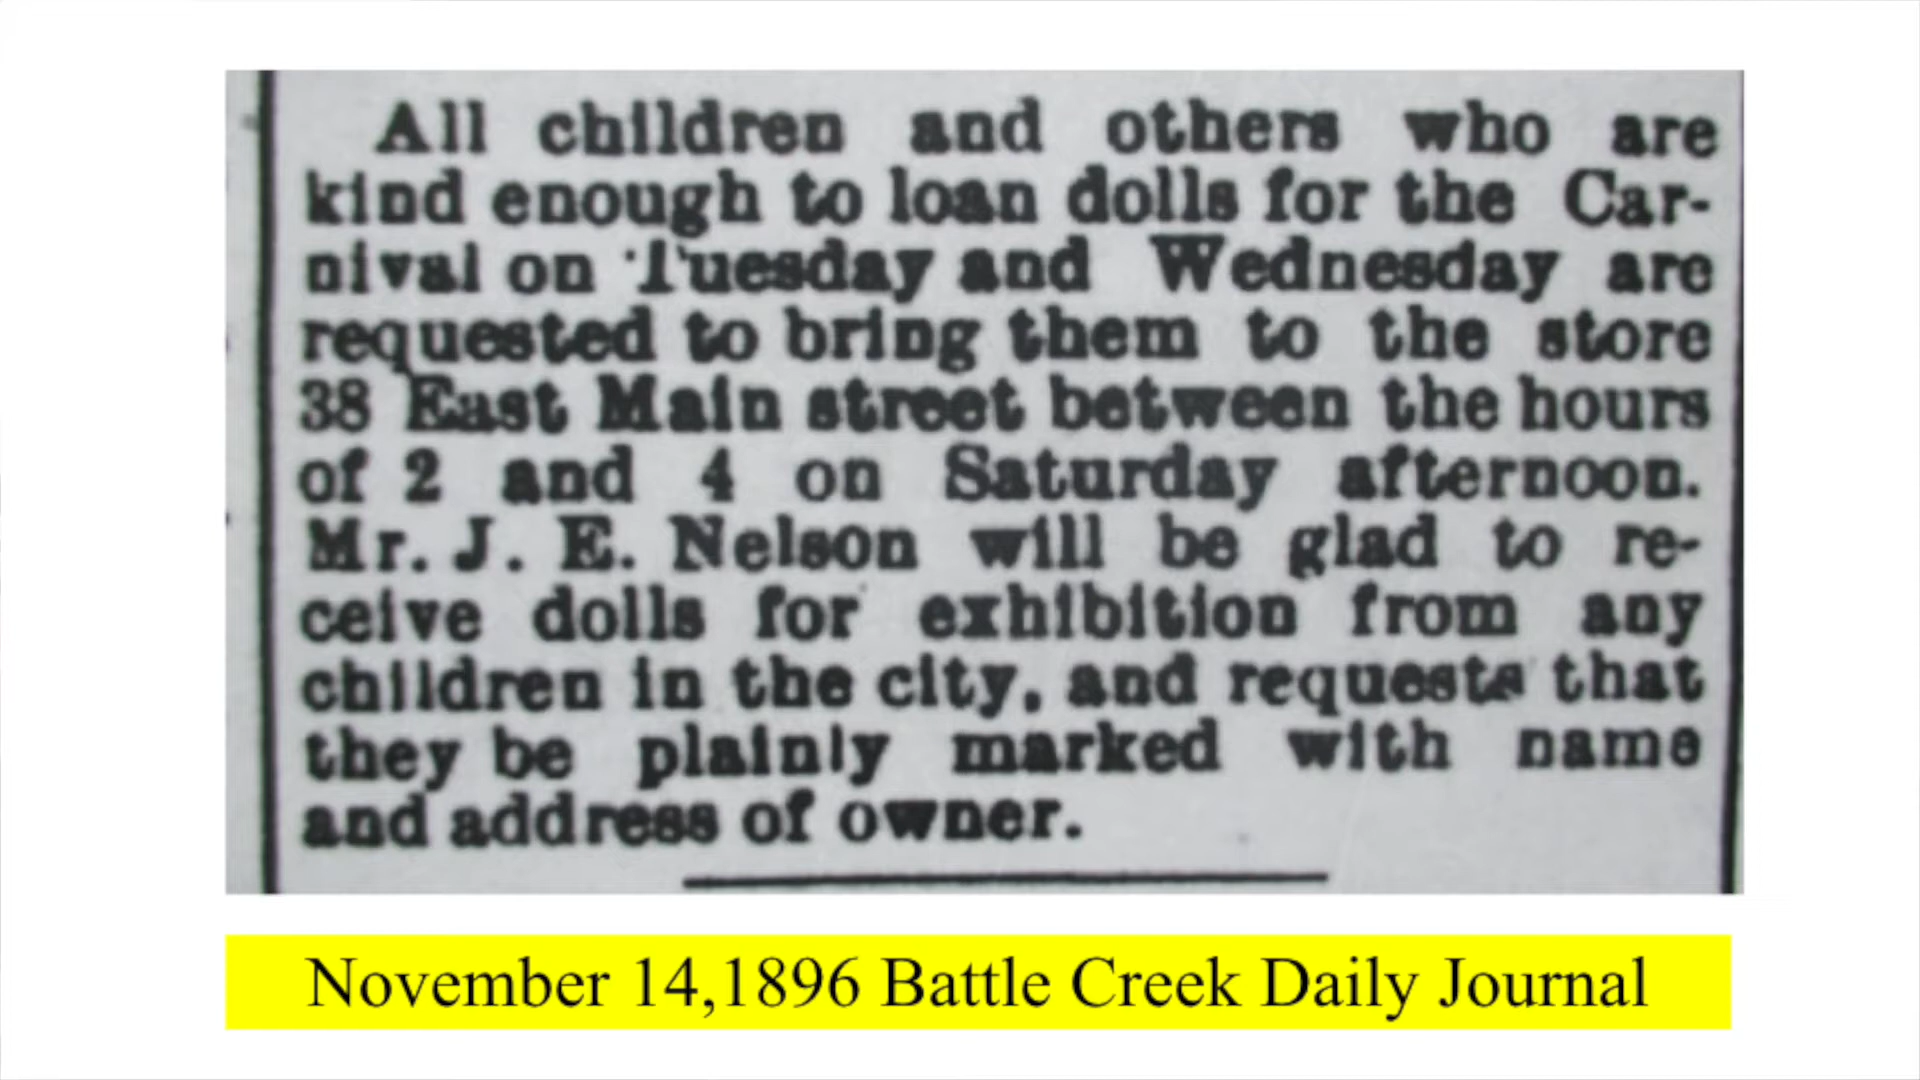 All children and others who are
kind enough to loan dolls for the Car-
nival on Tuesday and Wednesday are
requested to bring them to the store
38 East Main street between the hours
of 2 and 4 on Saturday afternoon.
Mr. J. E. Nelson will be glad to re-
ceive dolls for exhibition from any
children in the city, and requests that
they be plainly marked with name
and address of owner.
November 14,1896 Battle Creek Daily Journal